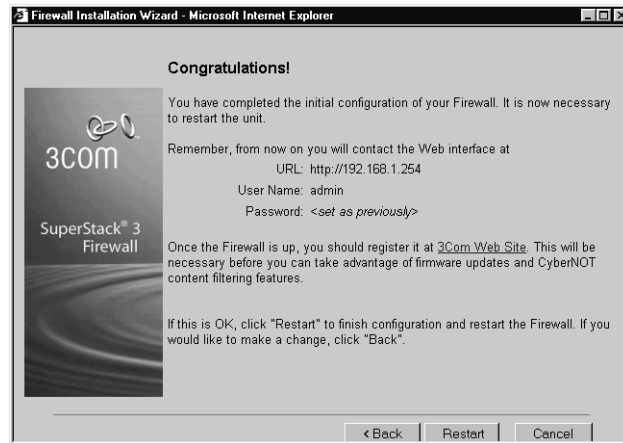 Firewall Installation Wizard - Microsoft Internet Explorer
Congratulations!
You have completed the initial configuration of your Firewall. It is now necessary
to restart the unit.
Remember, from now on you will contact the Web interface at
URL: http://192.168.1.254
User Name: admin
Password: <set as previously>
3COM
SuperStack® 3
Firewall
Once the Firewall is up, you should register it at 3Com Web Site. This will be
necessary before you can take advantage of firmware updates and CyberNOT
content filtering features.
If this is OK, click "Restart" to finish configuration and restart the Firewall. If you
would like to make a change, click "Back".
< Back Restart Cancel